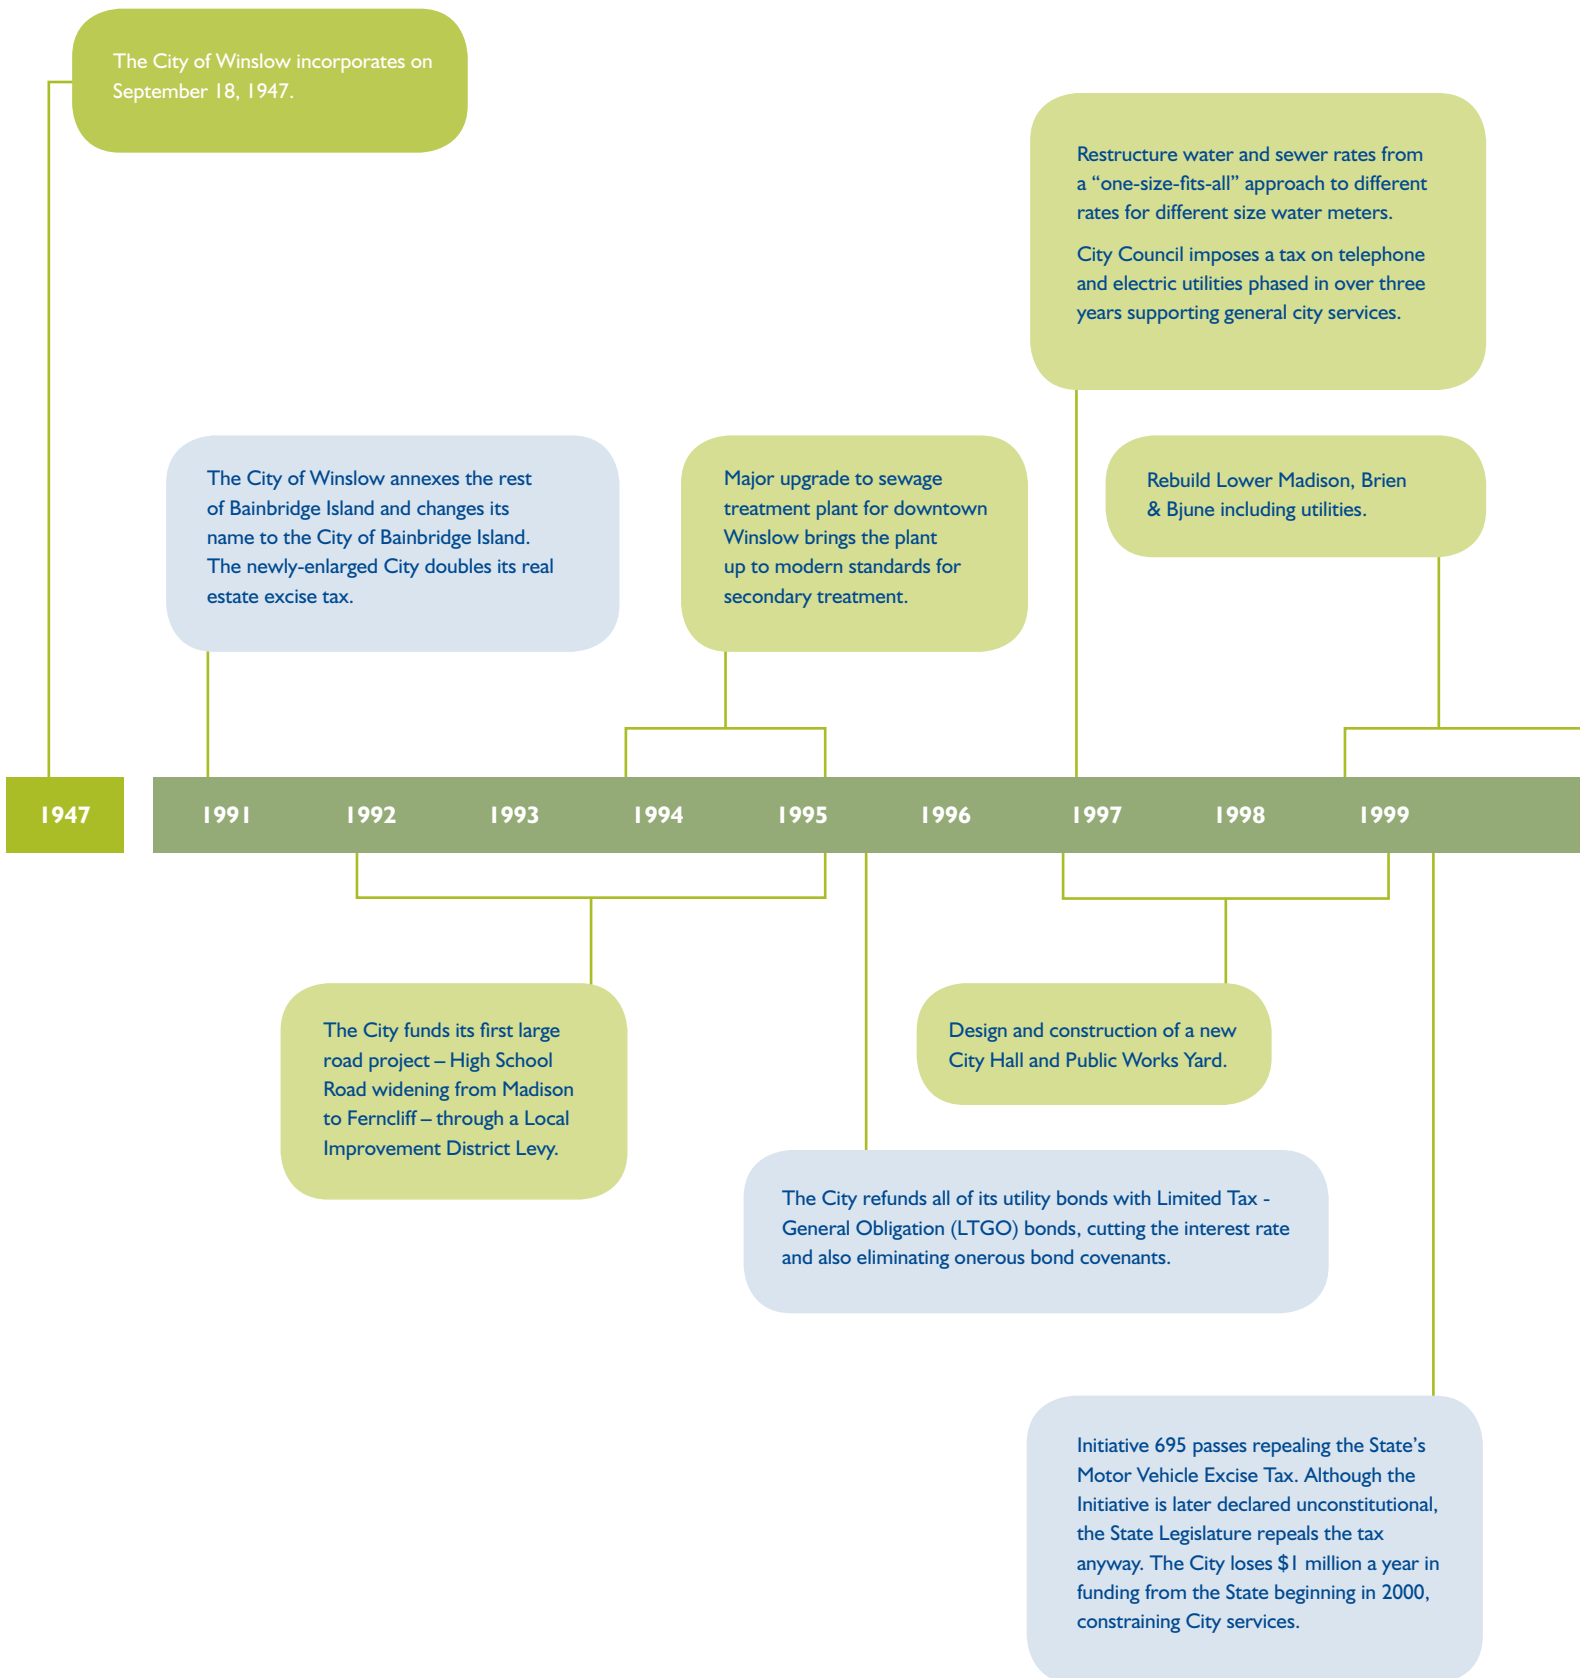 The City of Winslow incorporates on
September 18, 1947.
Restructure water and sewer rates from
a “one-size-fits-all” approach to different
rates for different size water meters.
City Council imposes a tax on telephone
and electric utilities phased in over three
years supporting general city services.
The City of Winslow annexes the rest
of Bainbridge Island and changes its
name to the City of Bainbridge Island.
The newly-enlarged City doubles its real
estate excise tax.
Major upgrade to sewage
treatment plant for downtown
Winslow brings the plant
up to modern standards for
secondary treatment.
Rebuild Lower Madison, Brien
& Bjune including utilities.
1947 1991 1992 1993 1994 1995 1996 1997 1998 1999
The City funds its first large
road project – High School
Road widening from Madison
to Ferncliff – through a Local
Improvement District Levy.
Design and construction of a new
City Hall and Public Works Yard.
The City refunds all of its utility bonds with Limited Tax -
General Obligation (LTGO) bonds, cutting the interest rate
and also eliminating onerous bond covenants.
Initiative 695 passes repealing the State’s
Motor Vehicle Excise Tax. Although the
Initiative is later declared unconstitutional,
the State Legislature repeals the tax
anyway. The City loses $1 million a year in
funding from the State beginning in 2000,
constraining City services.